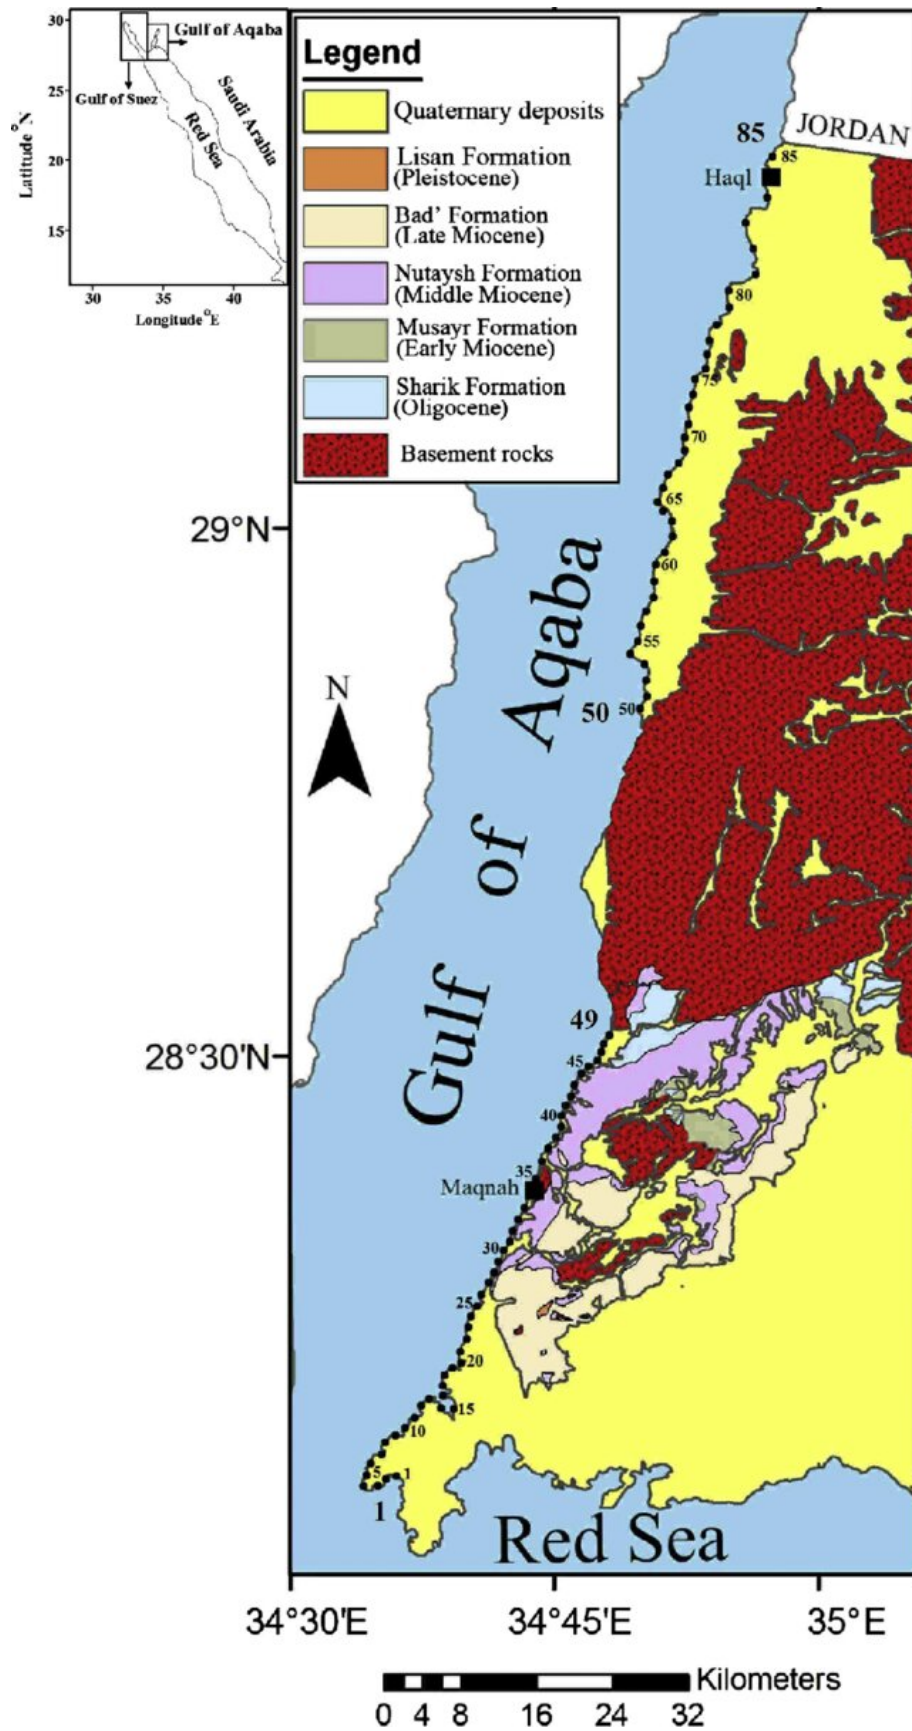 30
25
20
15
Latitude °N
30
35
40
Longitude °E
Gulf of Aqaba
Gulf of Suez
Red Sea
Saudi Arabia
Legend
Quaternary deposits
Lisan Formation
(Pleistocene)
Bad' Formation
(Late Miocene)
Nutaysh Formation
(Middle Miocene)
Musayr Formation
(Early Miocene)
Sharik Formation
(Oligocene)
Basement rocks
JORDAN
85
85
Haql
80
75
70
65
29°N
60
55
50
50
N
Gulf of Aqaba
49
28°30'N
45
40
35
Maqnah
30
25
20
15
10
5
1
1
Red Sea
34°30'E
34°45'E
35°E
Kilometers
0 4 8 16 24 32